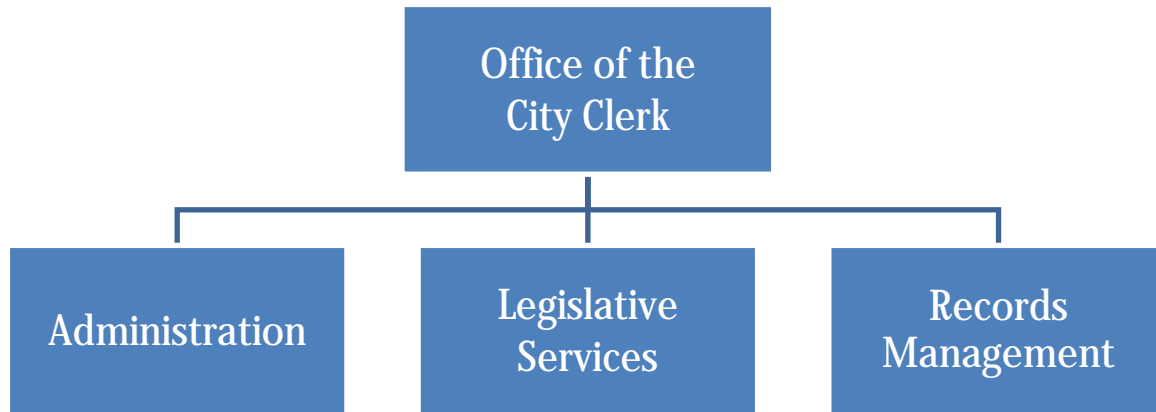 Office of the
City Clerk
Administration
Legislative
Services
Records
Management